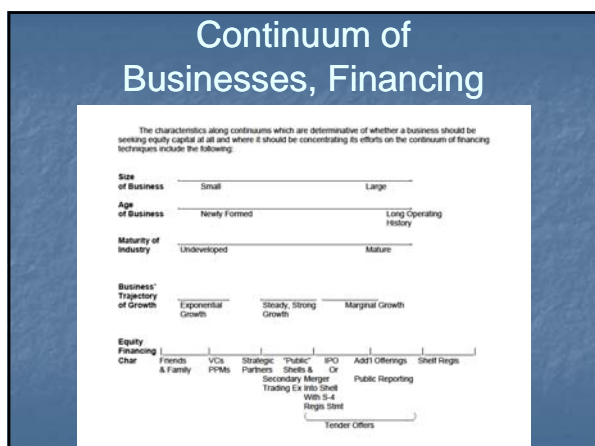 Continuum of
Businesses, Financing
The characteristics along continuums which are determinative of whether a business should be
seeking equity capital at all and where it should be concentrating its efforts on the continuum of financing
techniques include the following:
Size
of Business Small Large
Age
of Business Newly Formed Long Operating
History
Maturity of
Industry Undeveloped Mature
Business'
Trajectory
of Growth Exponential Steady, Strong Marginal Growth
Growth Growth
Equity
Financing
Char Friends VCs Strategic "Public" IPO Add'l Offerings Shelf Regis
& Family PPMs Partners Shells & Or
Secondary Merger Public Reporting
Trading Ex Into Shell
With S-4
Regis Stmt
Tender Offers